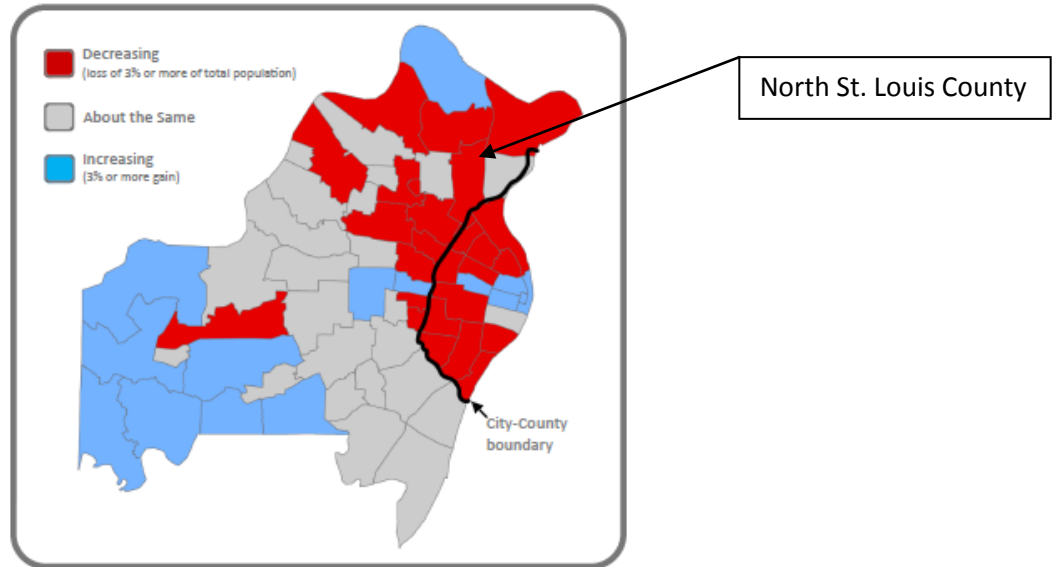 Decreasing
(loss of 3% or more of total population)
About the Same
Increasing
(3% or more gain)
North St. Louis County
City-County
boundary